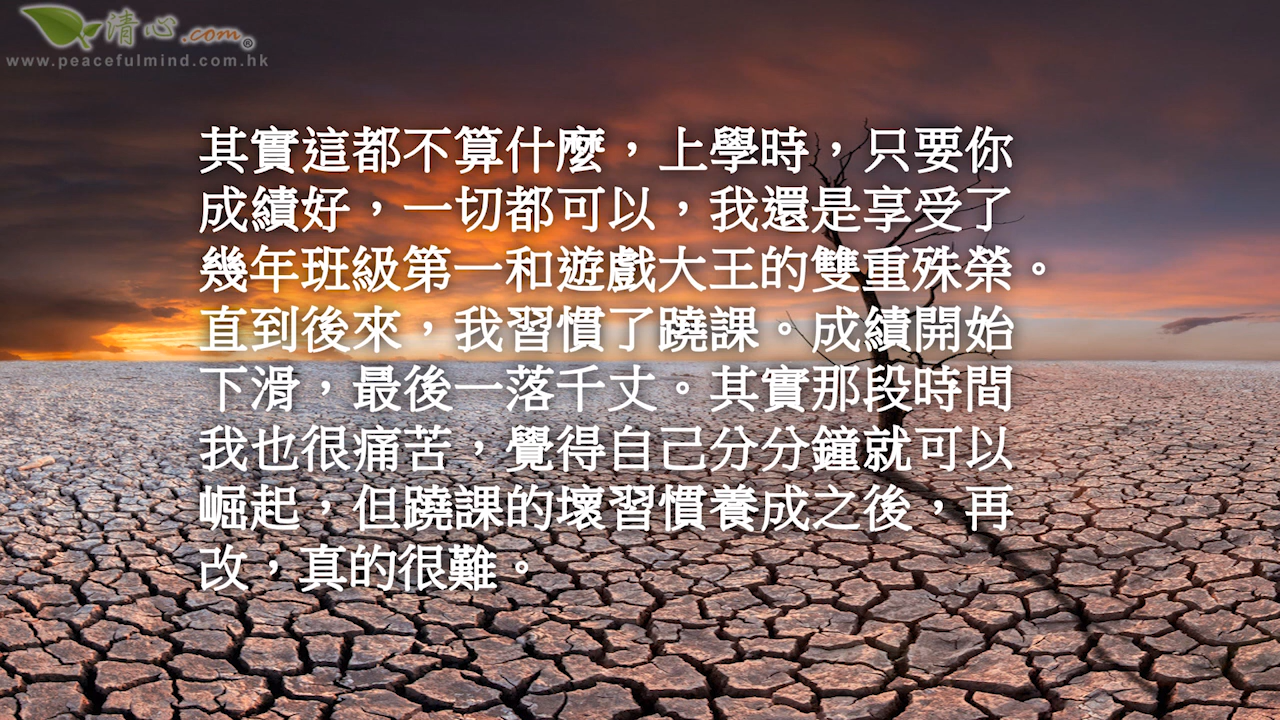 清心.com®
www.peacefulmind.com.hk
其實這都不算什麼，上學時，只要你
成績好，一切都可以，我還是享受了
幾年班級第一和遊戲大王的雙重殊榮。
直到後來，我習慣了蹺課。成績開始
下滑，最後一落千丈。其實那段時間
我也很痛苦，覺得自己分分鐘就可以
崛起，但蹺課的壞習慣養成之後，再
改，真的很難。